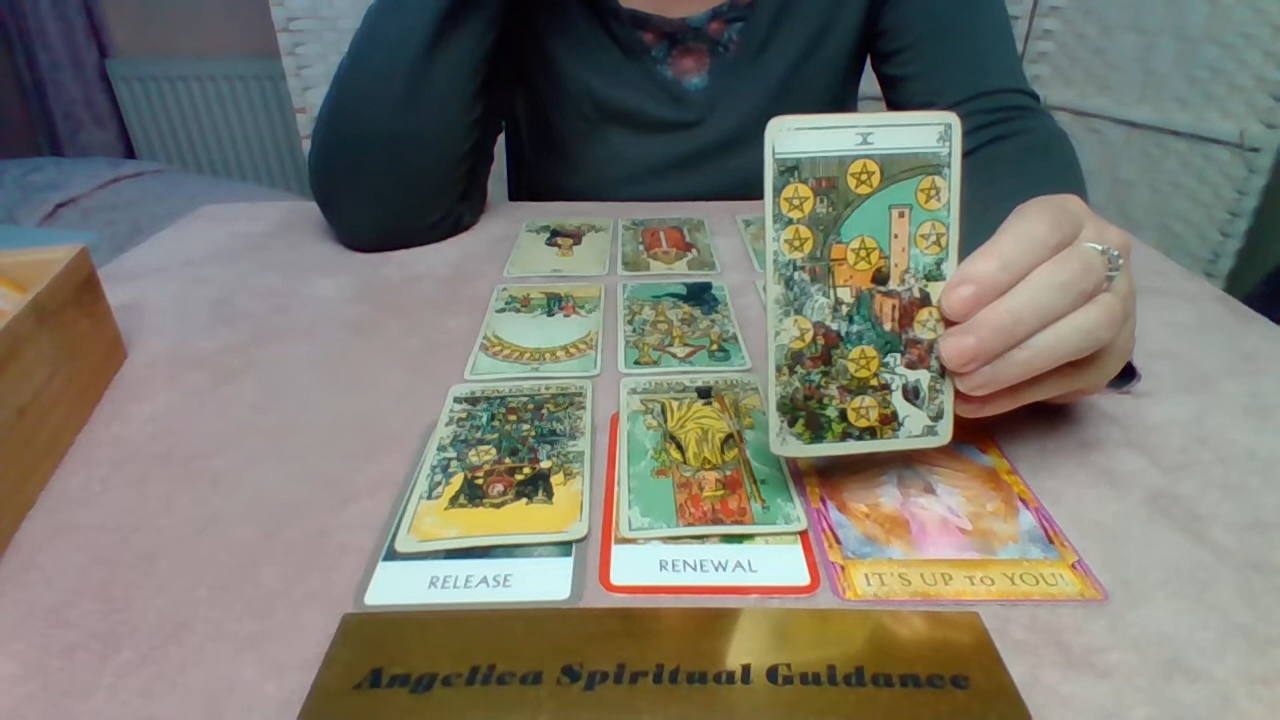 X
RELEASE
RENEWAL
IT'S UP TO YOU!
Angelica Spiritual Guidance